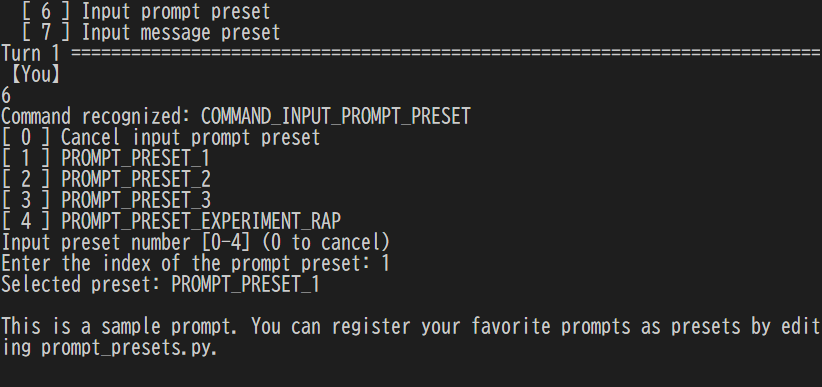 [ 6 ] Input prompt preset
[ 7 ] Input message preset
Turn 1 ===========================================================================
【You】
6
Command recognized: COMMAND_INPUT_PROMPT_PRESET
[ 0 ] Cancel input prompt preset
[ 1 ] PROMPT_PRESET_1
[ 2 ] PROMPT_PRESET_2
[ 3 ] PROMPT_PRESET_3
[ 4 ] PROMPT_PRESET_EXPERIMENT_RAP
Input preset number [0-4] (0 to cancel)
Enter the index of the prompt preset: 1
Selected preset: PROMPT_PRESET_1
This is a sample prompt. You can register your favorite prompts as presets by edit
ing prompt_presets.py.